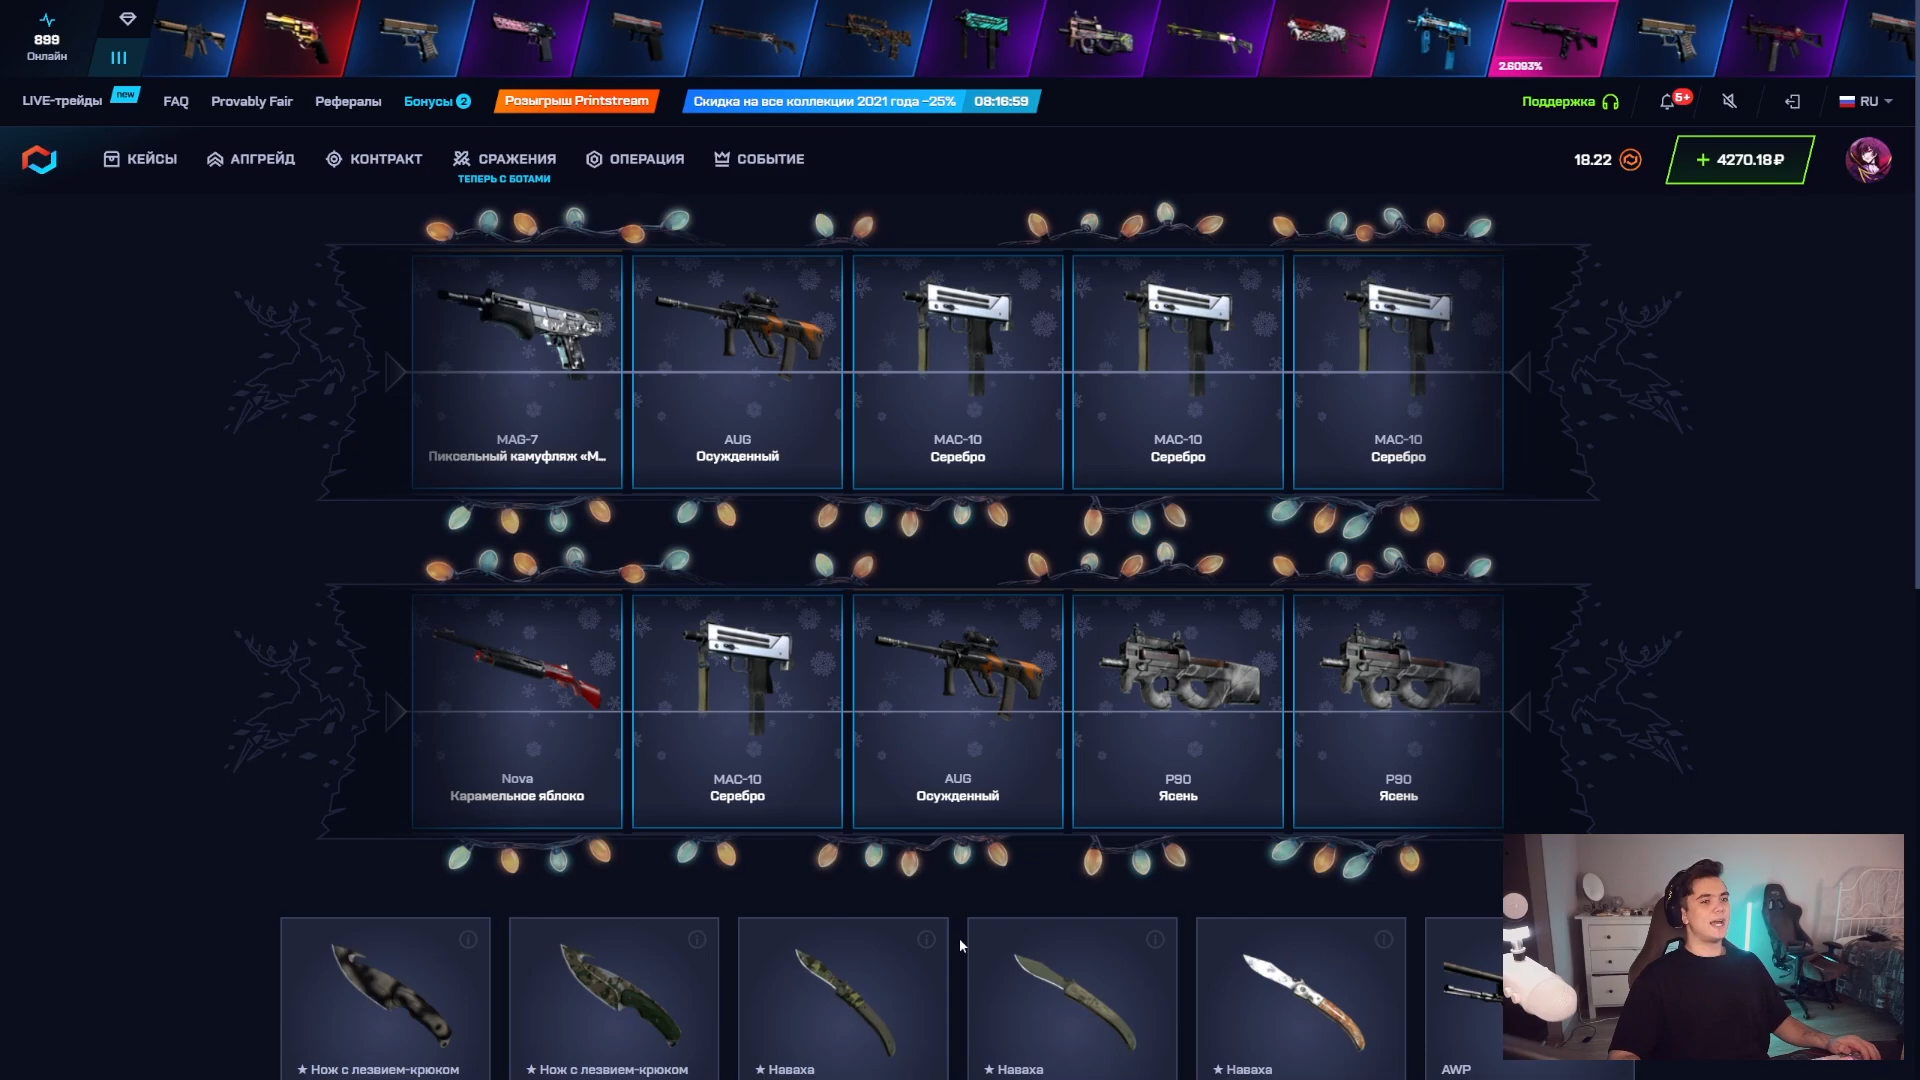 899
Онлайн
2.6093%
LIVE-трейды
new
FAQ
Provably Fair
Рефералы
Бонусы 2
Розыгрыш Printstream
Скидка на все коллекции 2021 года -25%
08:16:59
Поддержка
5+
RU
КЕЙСЫ
АПГРЕЙД
КОНТРАКТ
СРАЖЕНИЯ
ТЕПЕРЬ С БОТАМИ
ОПЕРАЦИЯ
СОБЫТИЕ
18.22
+ 4270.18 ₽
MAG-7
Пиксельный камуфляж «М...
AUG
Осужденный
MAC-10
Серебро
MAC-10
Серебро
MAC-10
Серебро
Nova
Карамельное яблоко
MAC-10
Серебро
AUG
Осужденный
P90
Ясень
P90
Ясень
★ Нож с лезвием-крюком
★ Нож с лезвием-крюком
★ Наваха
★ Наваха
★ Наваха
AWP